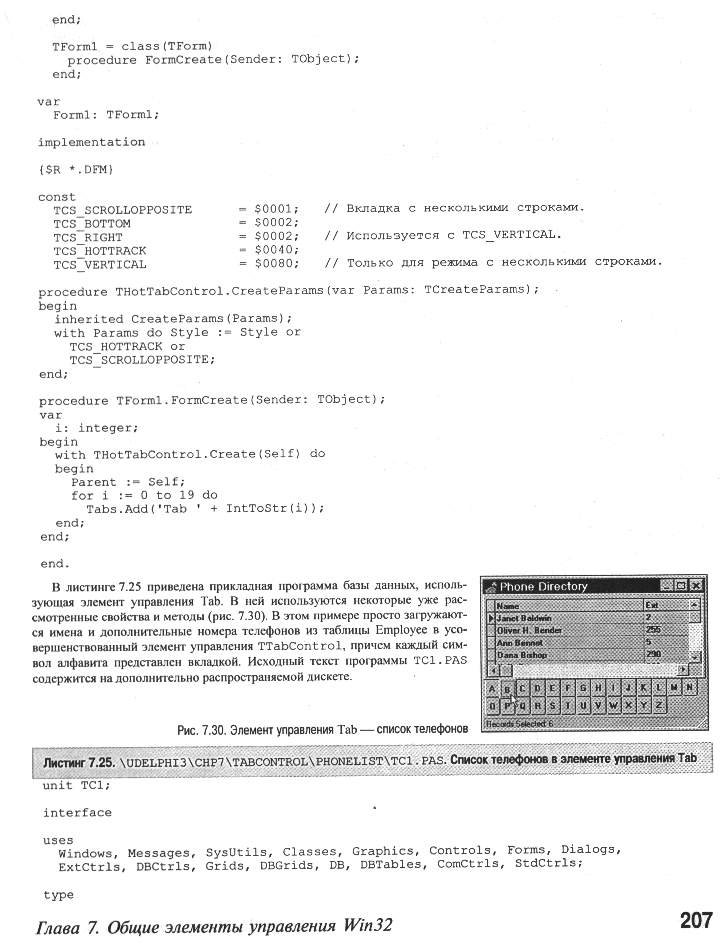 end;
TForm1 = class(TForm)
procedure FormCreate(Sender: TObject);
end;
var
Form1: TForm1;
implementation
{$R *.DFM}
const
TCS_SCROLLOPPOSITE = $0001; // Вкладка с несколькими строками.
TCS_BOTTOM = $0002;
TCS_RIGHT = $0002; // Используется с TCS_VERTICAL.
TCS_HOTTRACK = $0040;
TCS_VERTICAL = $0080; // Только для режима с несколькими строками.
procedure THotTabControl.CreateParams(var Params: TCreateParams);
begin
inherited CreateParams(Params);
with Params do Style := Style or
TCS_HOTTRACK or
TCS_SCROLLOPPOSITE;
end;
procedure TForm1.FormCreate(Sender: TObject);
var
i: integer;
begin
with THotTabControl.Create(Self) do
begin
Parent := Self;
for i := 0 to 19 do
Tabs.Add('Tab ' + IntToStr(i));
end;
end;
end.
В листинге 7.25 приведена прикладная программа базы данных, исполь-
зующая элемент управления Tab. В ней используются некоторые уже рас-
смотренные свойства и методы (рис. 7.30). В этом примере просто загружают-
ся имена и дополнительные номера телефонов из таблицы Employee в усо-
вершенствованный элемент управления TTabControl, причем каждый сим-
вол алфавита представлен вкладкой. Исходный текст программы TC1.PAS
содержится на дополнительно распространяемой дискете.
Phone Directory
Name Ext
Janet Baldwin 2
Oliver H. Bender 255
Ann Bennet 5
Dana Bishop 290
A B C D E F G H I J K L M N
O P Q R S T U V W X Y Z
Records Selected: 6
Рис. 7.30. Элемент управления Tab — список телефонов
Листинг 7.25. \UDELPHI3\CHP7\TABCONTROL\PHONELIST\TC1.PAS. Список телефонов в элементе управления Tab
unit TC1;
interface
uses
Windows, Messages, SysUtils, Classes, Graphics, Controls, Forms, Dialogs,
ExtCtrls, DBCtrls, Grids, DBGrids, DB, DBTables, ComCtrls, StdCtrls;
type
Глава 7. Общие элементы управления Win32 207